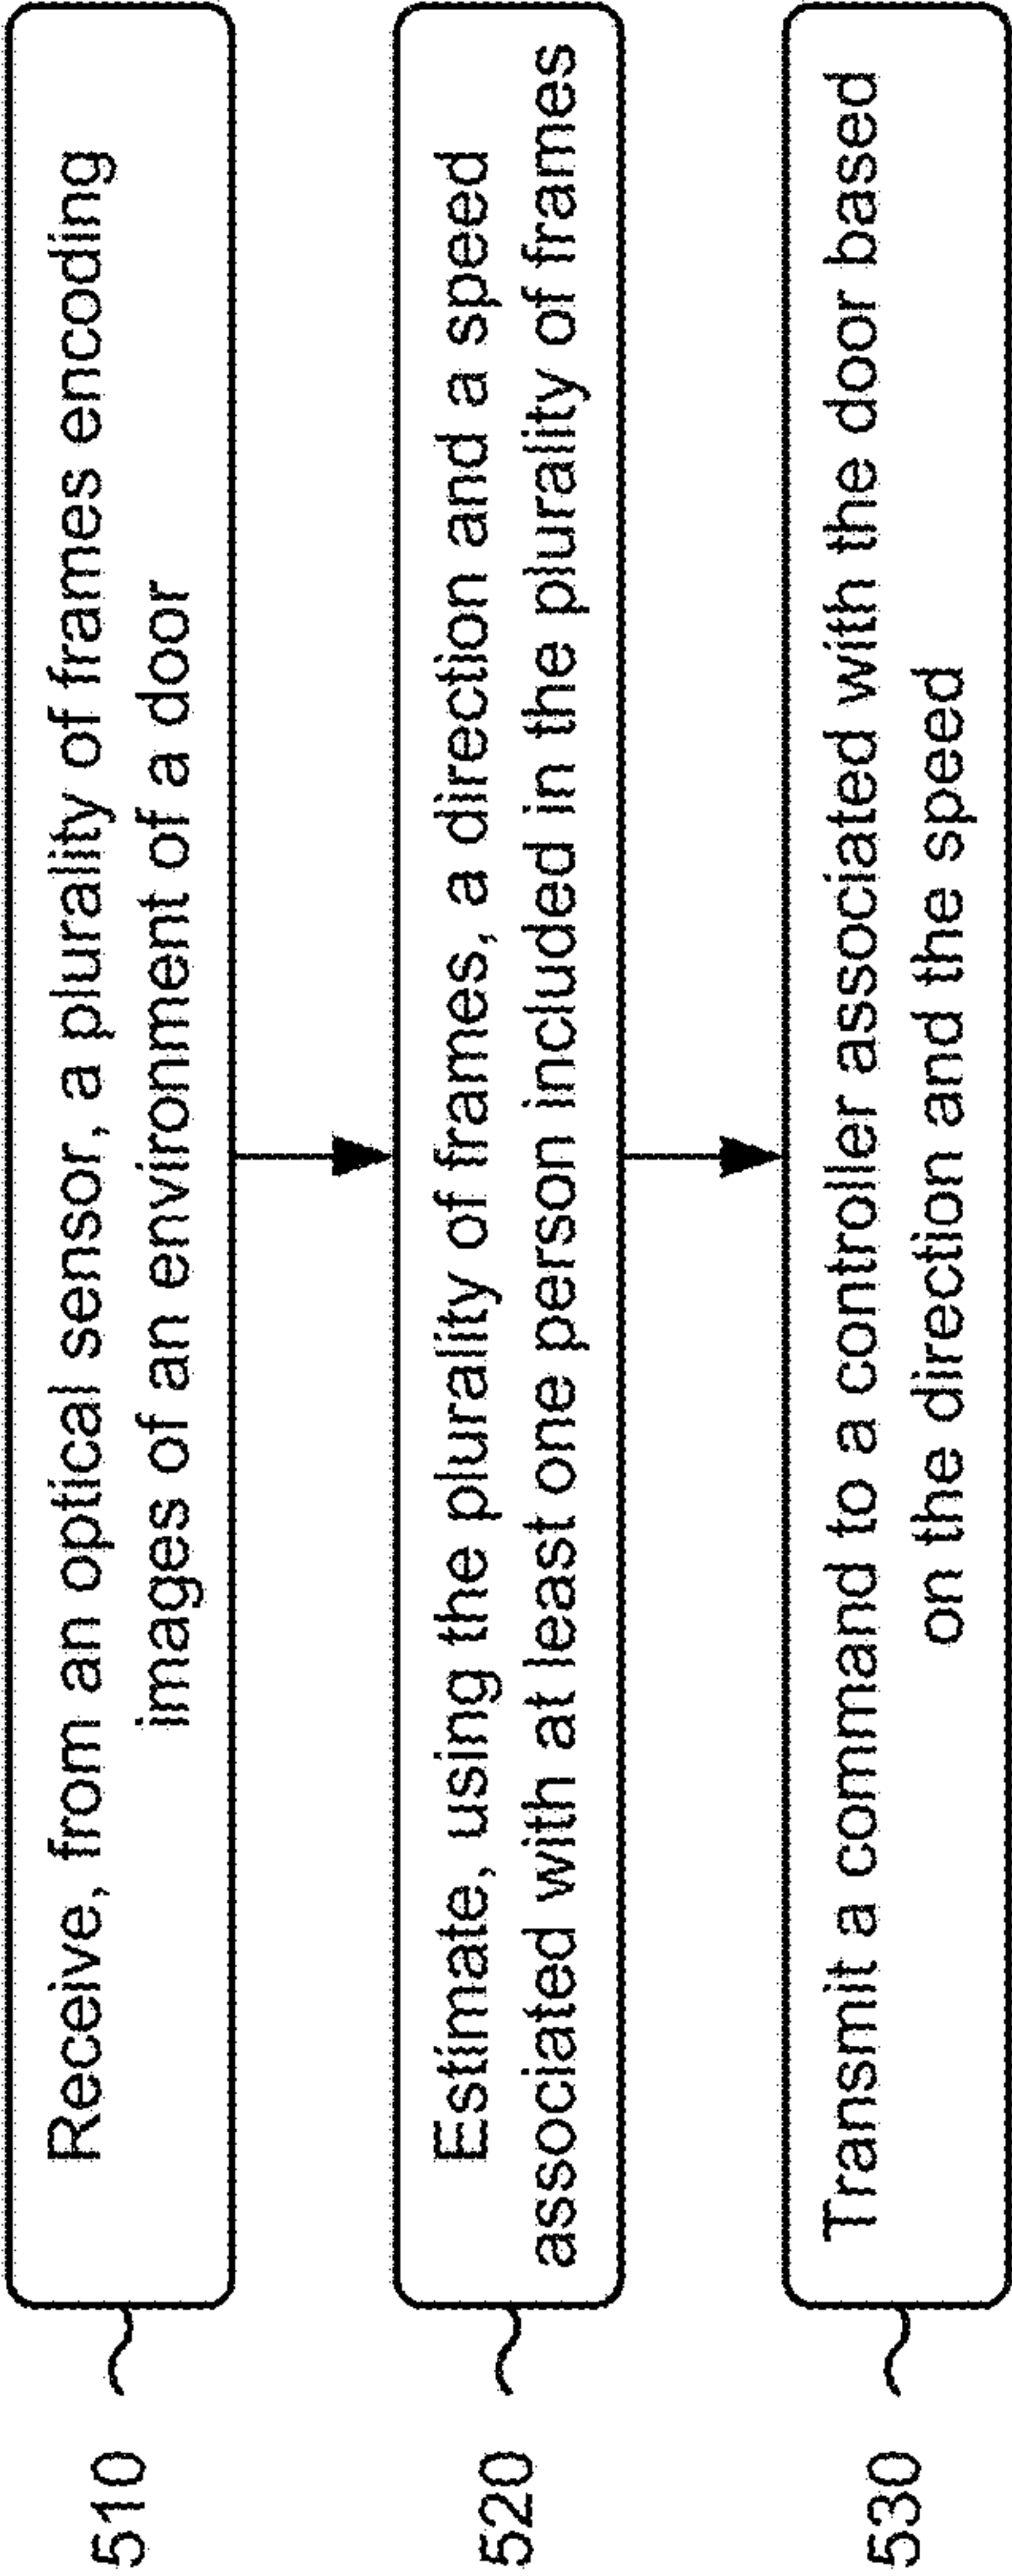 510
Receive, from an optical sensor, a plurality of frames encoding
images of an environment of a door
520
Estimate, using the plurality of frames, a direction and a speed
associated with at least one person included in the plurality of frames
530
Transmit a command to a controller associated with the door based
on the direction and the speed